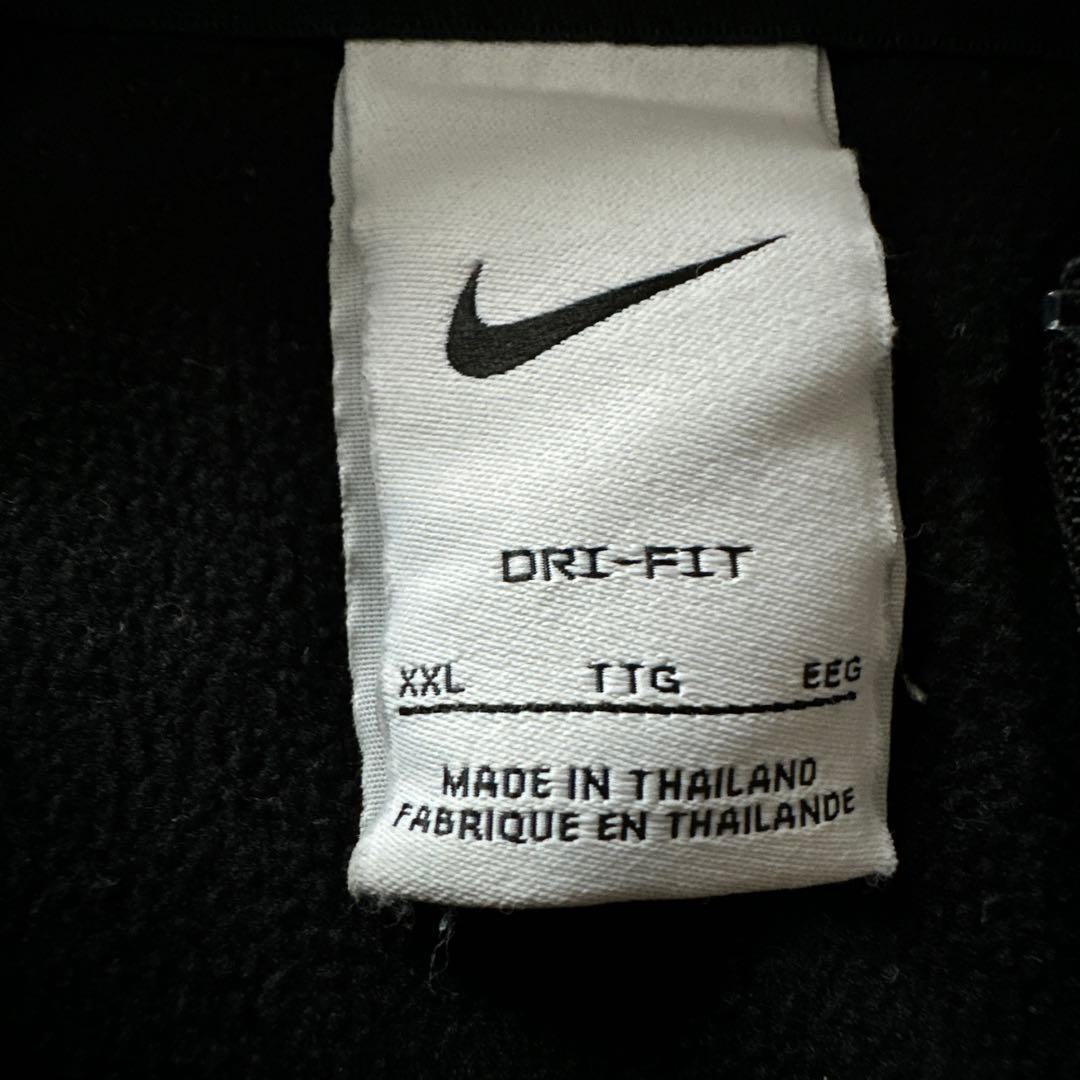 DRI-FIT
XXL TTG EEG
MADE IN THAILAND
FABRIQUE EN THAILANDE